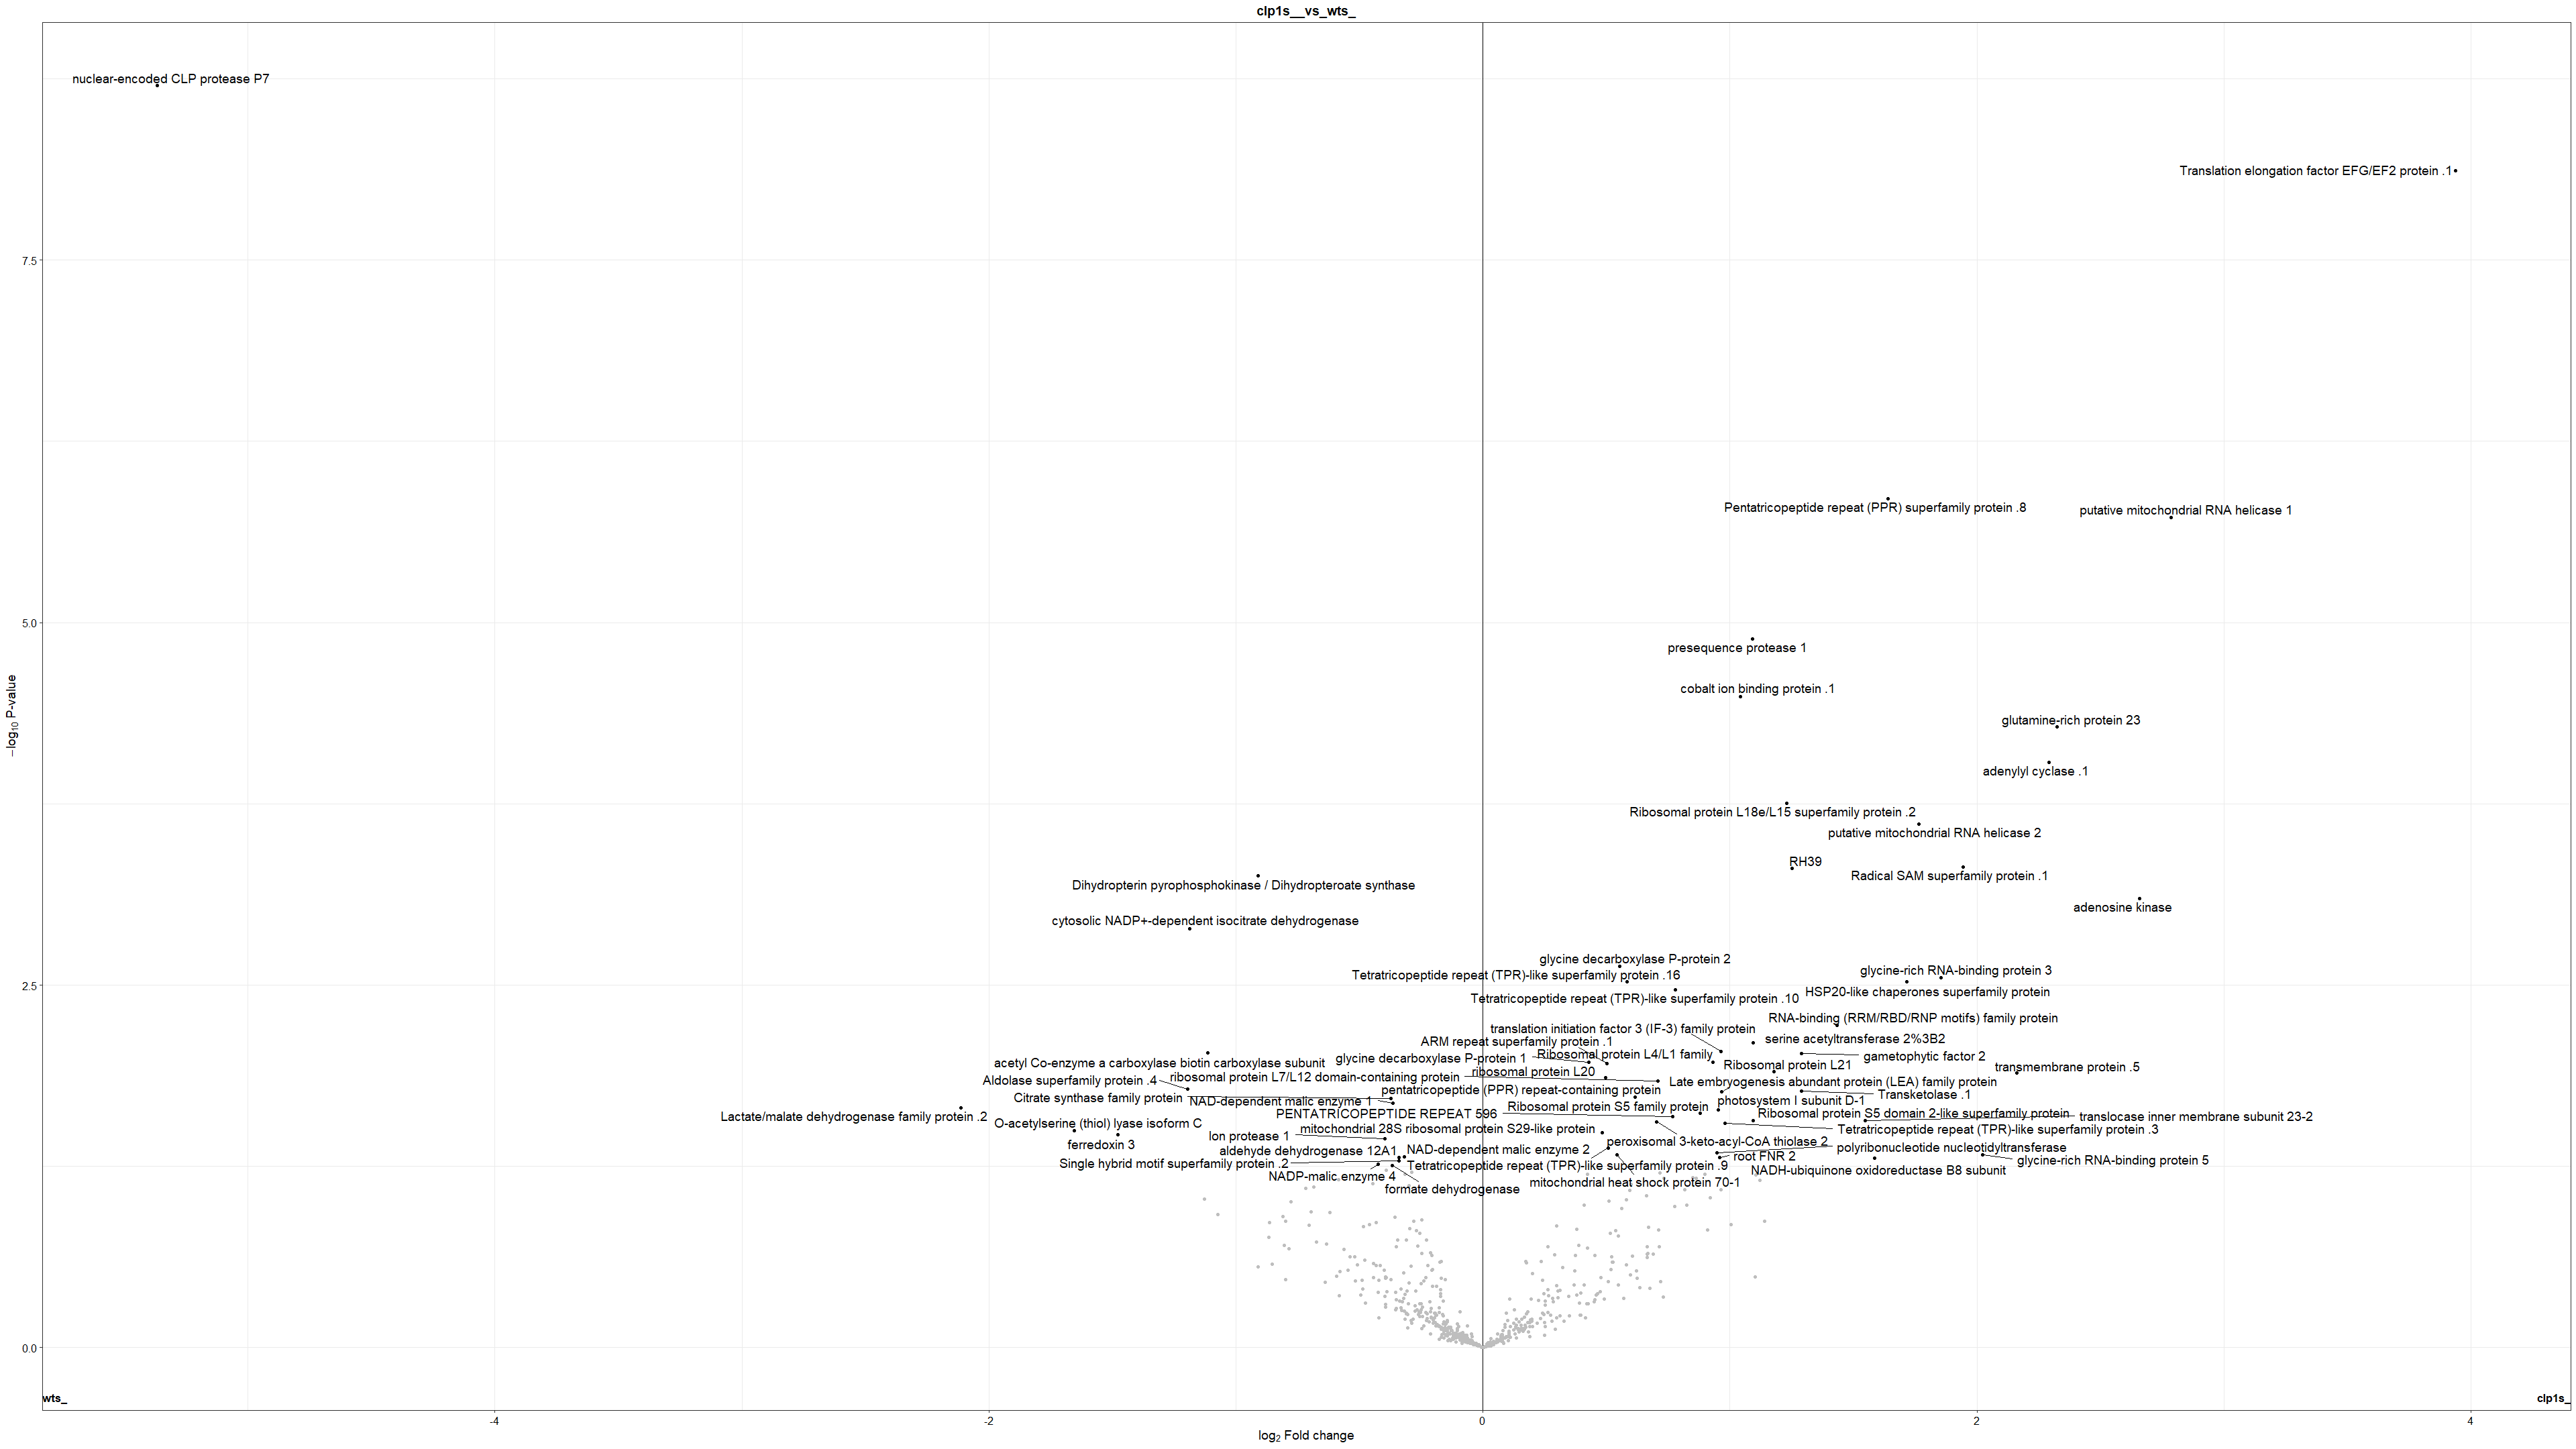 clp1s__vs_wts_
nuclear-encoded CLP protease P7
Translation elongation factor EFG/EF2 protein .1
7.5
Pentatricopeptide repeat (PPR) superfamily protein .8
putative mitochondrial RNA helicase 1
5.0
presequence protease 1
cobalt ion binding protein .1
−log10 P-value
glutamine-rich protein 23
adenylyl cyclase .1
Ribosomal protein L18e/L15 superfamily protein .2
putative mitochondrial RNA helicase 2
RH39
Radical SAM superfamily protein .1
Dihydropterin pyrophosphokinase / Dihydropteroate synthase
adenosine kinase
cytosolic NADP+-dependent isocitrate dehydrogenase
glycine decarboxylase P-protein 2
glycine-rich RNA-binding protein 3
Tetratricopeptide repeat (TPR)-like superfamily protein .16
2.5
HSP20-like chaperones superfamily protein
Tetratricopeptide repeat (TPR)-like superfamily protein .10
RNA-binding (RRM/RBD/RNP motifs) family protein
translation initiation factor 3 (IF-3) family protein
serine acetyltransferase 2%3B2
ARM repeat superfamily protein .1
Ribosomal protein L4/L1 family
gametophytic factor 2
glycine decarboxylase P-protein 1
acetyl Co-enzyme a carboxylase biotin carboxylase subunit
Ribosomal protein L21
transmembrane protein .5
ribosomal protein L20
ribosomal protein L7/L12 domain-containing protein
Aldolase superfamily protein .4
Late embryogenesis abundant protein (LEA) family protein
pentatricopeptide (PPR) repeat-containing protein
Transketolase .1
Citrate synthase family protein
NAD-dependent malic enzyme 1
photosystem I subunit D-1
Ribosomal protein S5 family protein
PENTATRICOPEPTIDE REPEAT 596
Ribosomal protein S5 domain 2-like superfamily protein
translocase inner membrane subunit 23-2
Lactate/malate dehydrogenase family protein .2
O-acetylserine (thiol) lyase isoform C
mitochondrial 28S ribosomal protein S29-like protein
Tetratricopeptide repeat (TPR)-like superfamily protein .3
lon protease 1
peroxisomal 3-keto-acyl-CoA thiolase 2
ferredoxin 3
polyribonucleotide nucleotidyltransferase
aldehyde dehydrogenase 12A1
NAD-dependent malic enzyme 2
root FNR 2
glycine-rich RNA-binding protein 5
Single hybrid motif superfamily protein .2
Tetratricopeptide repeat (TPR)-like superfamily protein .9
NADH-ubiquinone oxidoreductase B8 subunit
NADP-malic enzyme 4
mitochondrial heat shock protein 70-1
formate dehydrogenase
0.0
wts_
clp1s_
-4
-2
0
2
4
log2 Fold change